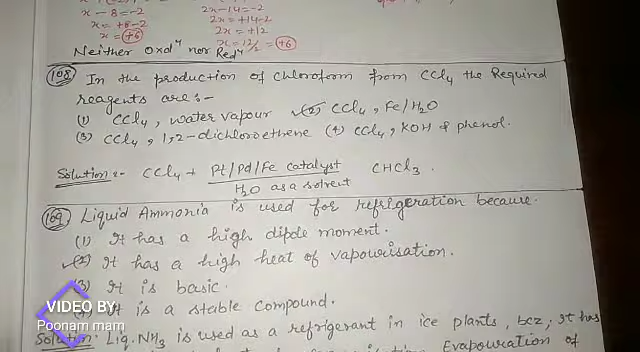 x - 8 = -2
x = +8-2
x = +6
2x-14=-2
2x = +14-2
2x = +12
x = 12/2 = +6
Neither Oxdⁿ nor Redⁿ
(108) In the production of chloroform from CCl4 the Required
reagents are:-
(1) CCl4, water vapour (2) CCl4, Fe/H2O
(3) CCl4, 1,2-dichloroethene (4) CCl4, KOH & phenol.
Solution:- CCl4 + Pt/Pd/Fe catalyst CHCl3.
H2O as a solvent
(109) Liquid Ammonia is used for refrigeration because.
(1) It has a high dipole moment.
(2) It has a high heat of vapourisation.
(3) It is basic.
It is a stable compound.
VIDEO BY
Poonam mam
Solution: Liq. NH3 is used as a refrigerant in ice plants, bcz, It has
Evapouration of